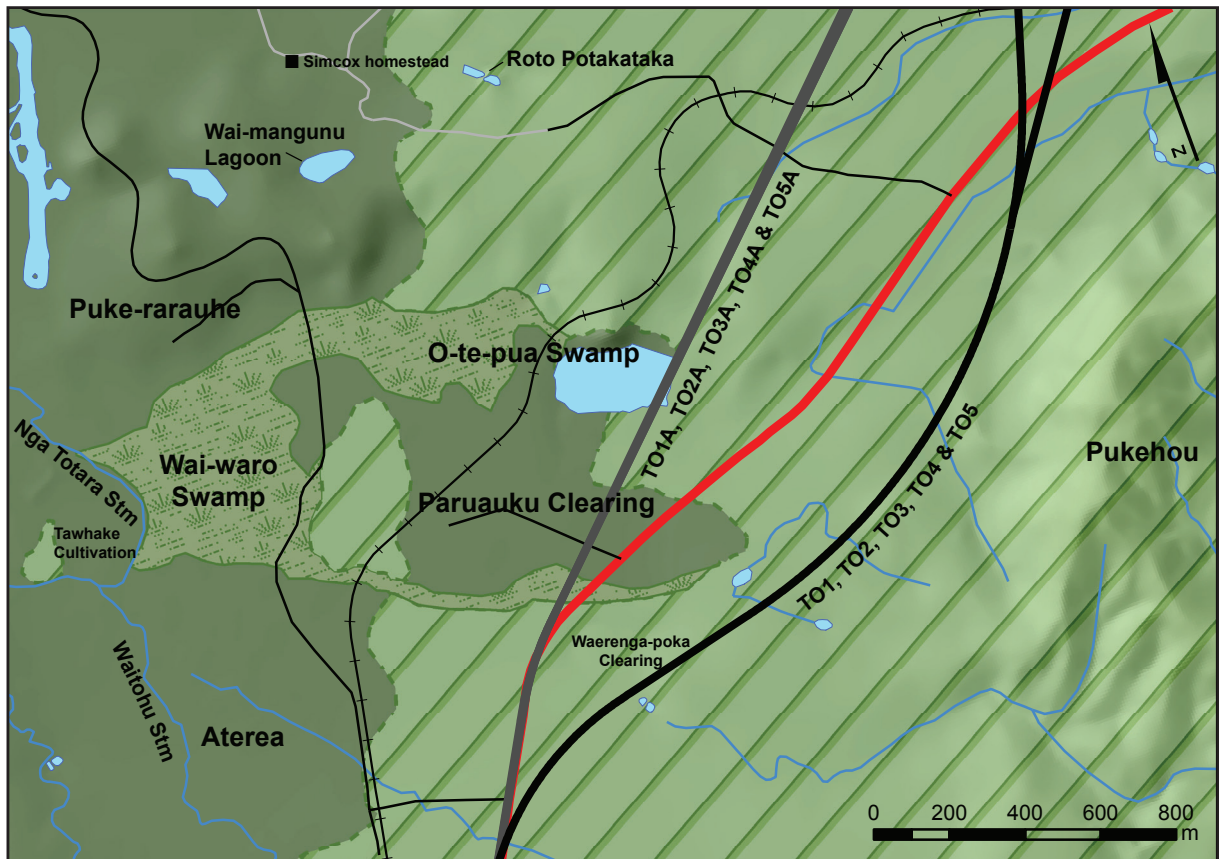 Simcox homestead
Roto Potakataka
Wai-mangunu
Lagoon
N
TO1A, TO2A, TO3A, TO4A & TO5A
Puke-rarauhe
O-te-pua Swamp
Nga Totara Stm
Wai-waro
Swamp
Pukehou
Paruauku Clearing
Tawhake
Cultivation
TO1, TO2, TO3, TO4 & TO5
Waerenga-poka
Clearing
Waitohu Stm
Aterea
0 200 400 600 800
m